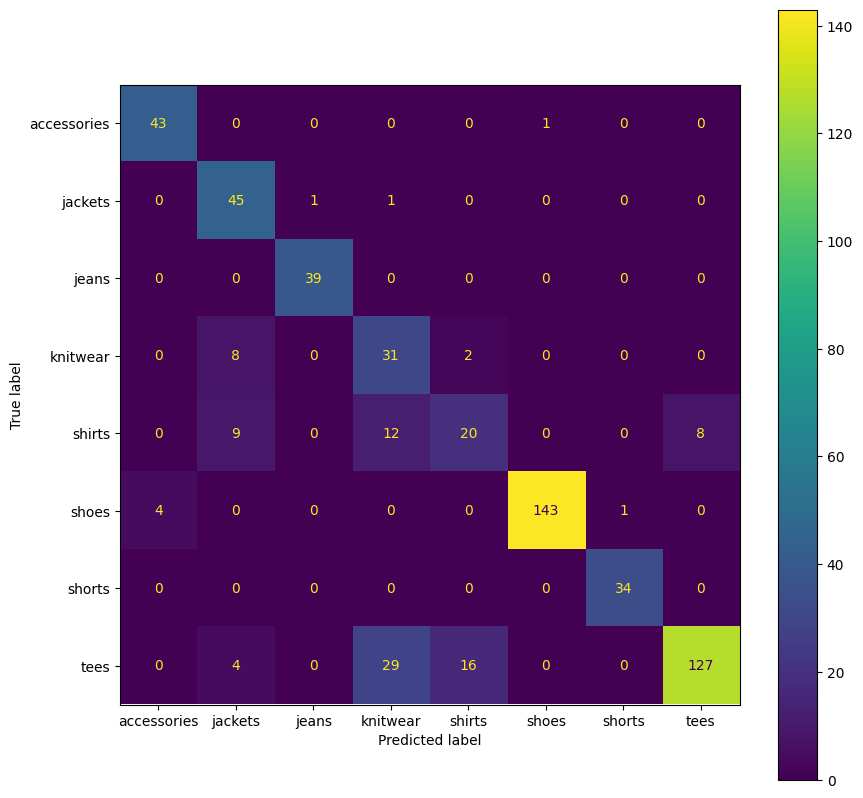 accessories 43 0 0 0 0 1 0 0
jackets 0 45 1 1 0 0 0 0
jeans 0 0 39 0 0 0 0 0
knitwear 0 8 0 31 2 0 0 0
shirts 0 9 0 12 20 0 0 8
shoes 4 0 0 0 0 143 1 0
shorts 0 0 0 0 0 0 34 0
tees 0 4 0 29 16 0 0 127
accessories jackets jeans knitwear shirts shoes shorts tees
Predicted label
True label
140
120
100
80
60
40
20
0